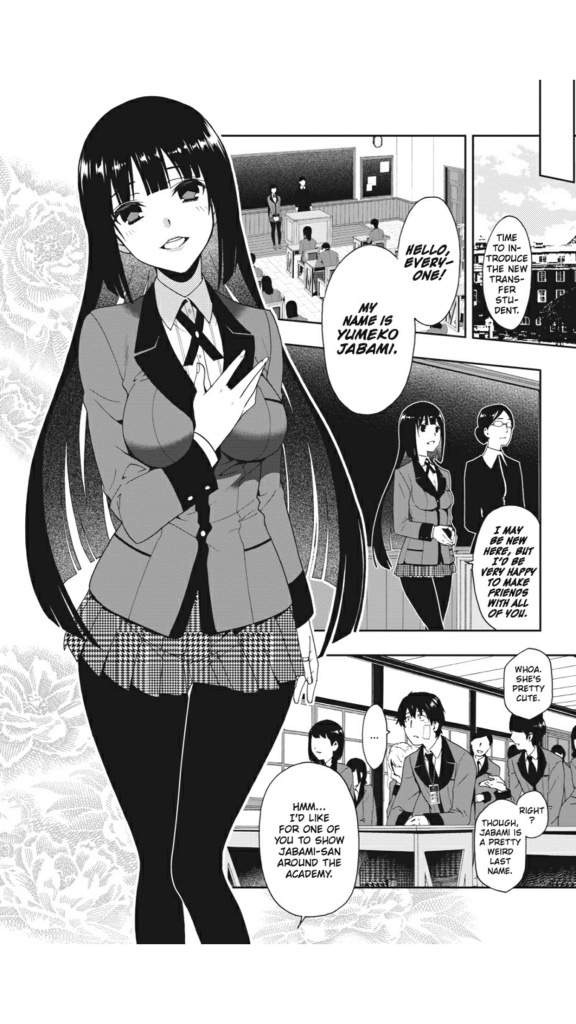 TIME
TO IN-
TRODUCE
THE NEW
TRANS-
FER
STU-
DENT.
HELLO,
EVERY-
ONE!
MY
NAME IS
YUMEKO
JABAMI.
I MAY
BE NEW
HERE, BUT
I'D BE
VERY HAPPY
TO MAKE
FRIENDS
WITH ALL
OF YOU.
WHOA.
SHE'S
PRETTY
CUTE.
...
RIGHT
?
THOUGH,
JABAMI IS
A PRETTY
WEIRD
LAST
NAME.
HMM...
I'D LIKE
FOR ONE OF
YOU TO SHOW
JABAMI-SAN
AROUND
THE
ACADEMY.